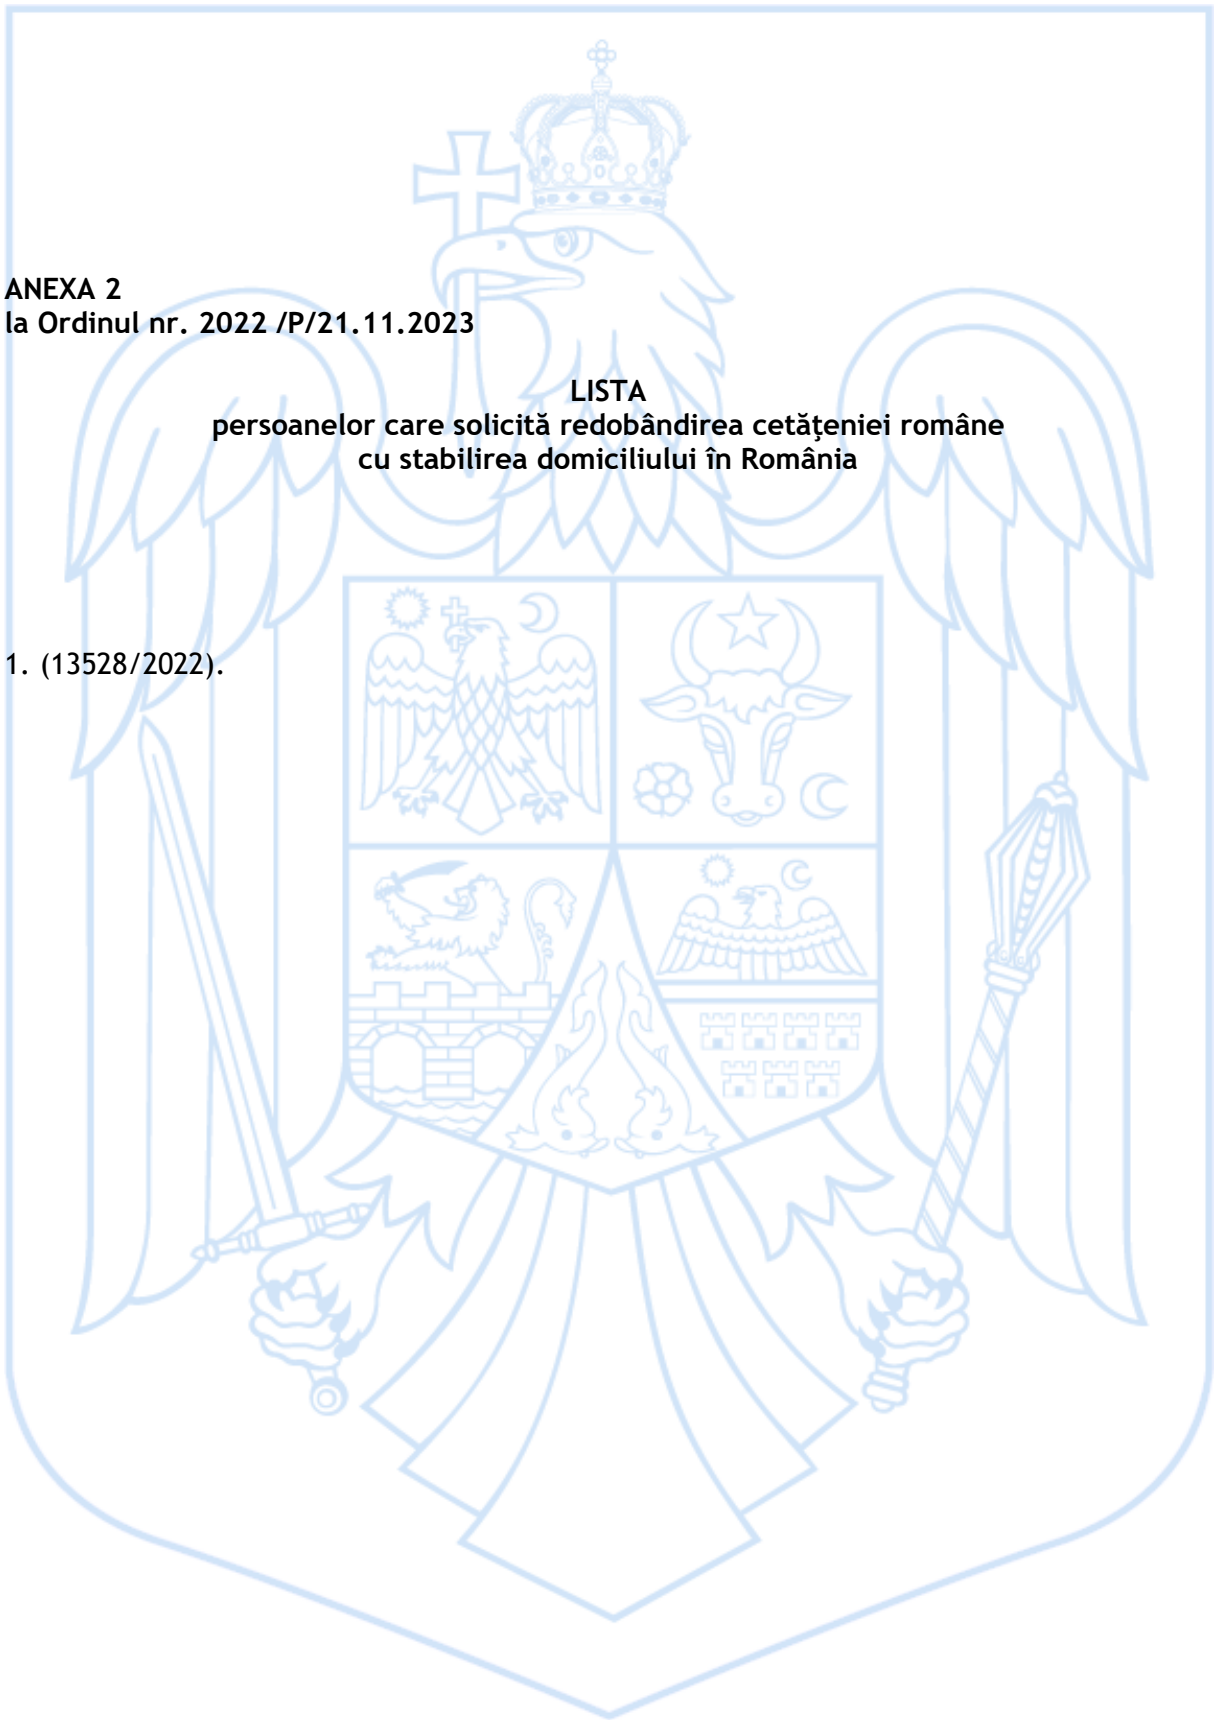 ANEXA 2
la Ordinul nr. 2022 /P/21.11.2023
LISTA
persoanelor care solicită redobândirea cetăţeniei române
cu stabilirea domiciliului în România
1. (13528/2022).